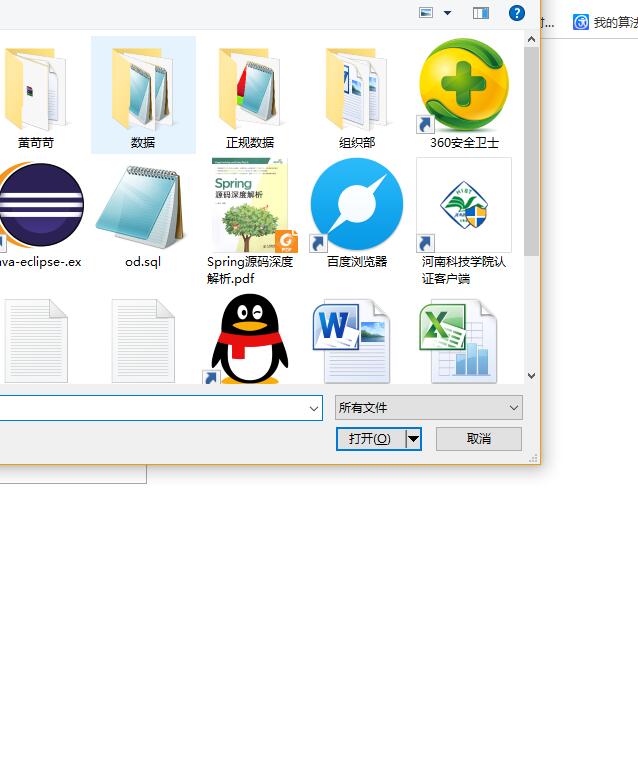 我的算法
黄苛苛
数据
正规数据
组织部
360安全卫士
ava-eclipse-.ex
od.sql
Spring
源码深度解析
Spring源码深度
解析.pdf
百度浏览器
河南科技学院认
证客户端
所有文件
打开(O)
取消